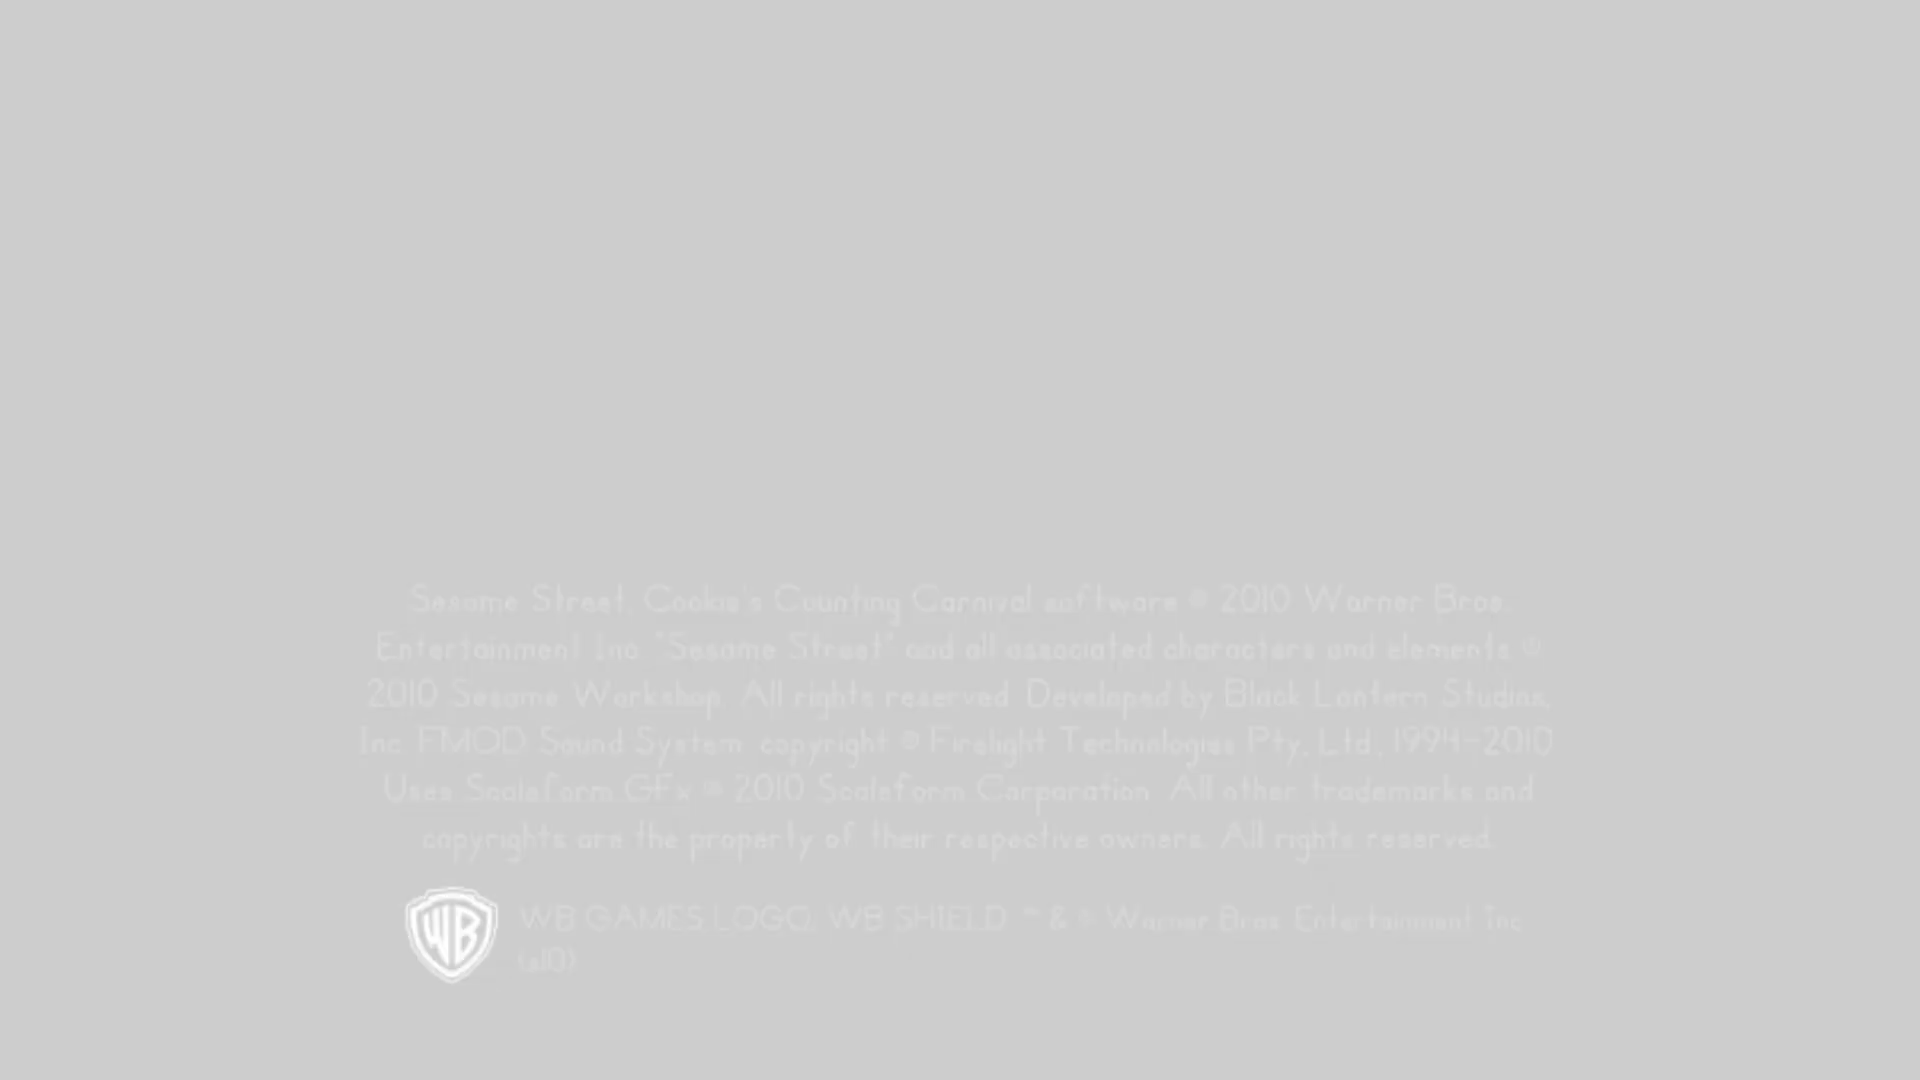 Sesame Street: Cookie's Counting Carnival software © 2010 Warner Bros.
Entertainment Inc. "Sesame Street" and all associated characters and elements ©
2010 Sesame Workshop. All rights reserved. Developed by Black Lantern Studios,
Inc. FMOD Sound System, copyright © Firelight Technologies Pty, Ltd., 1994-2010
Uses Scaleform GFx © 2010 Scaleform Corporation. All other trademarks and
copyrights are the property of their respective owners. All rights reserved.
WB
WB GAMES LOGO, WB SHIELD: ™ & © Warner Bros. Entertainment Inc.
(s10)